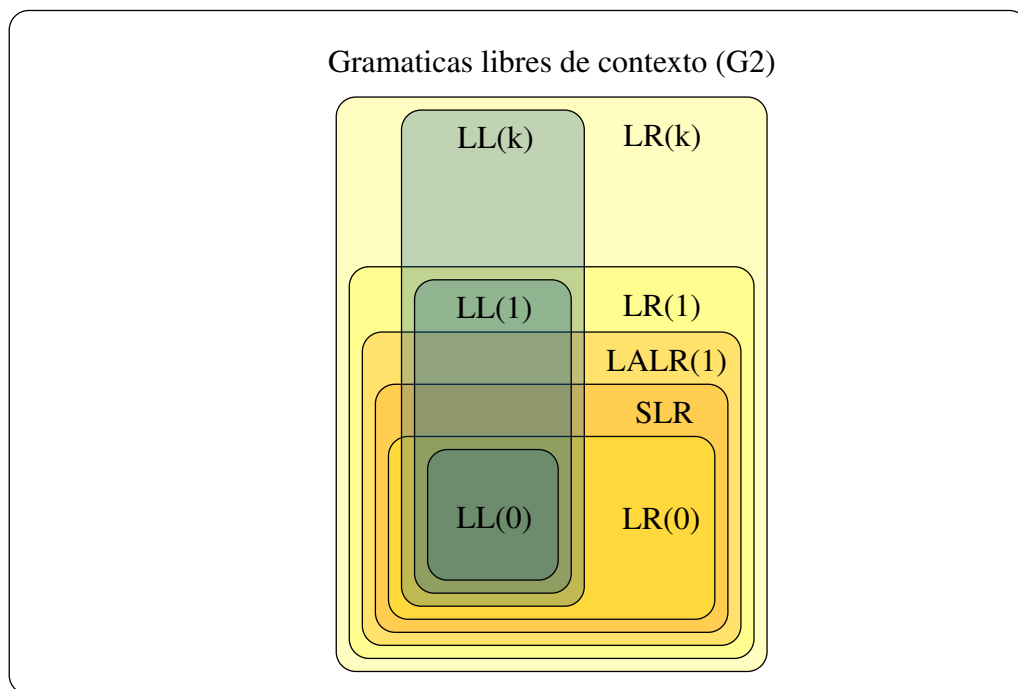 Gramaticas libres de contexto (G2)
LL(k) LR(k)
LL(1) LR(1)
LALR(1)
SLR
LL(0) LR(0)